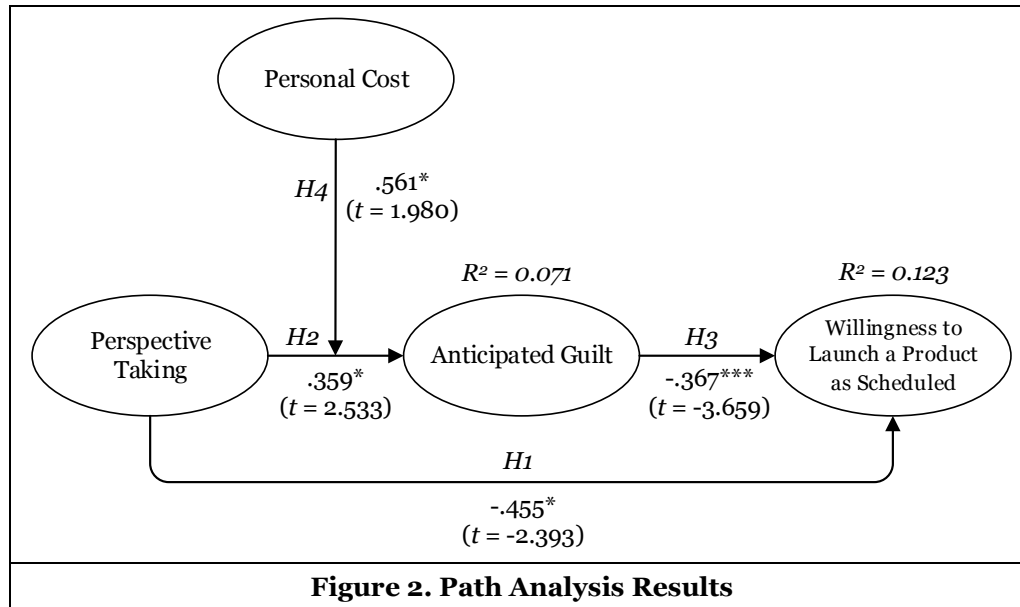 Personal Cost
H4
.561*
(t = 1.980)
R² = 0.071
R² = 0.123
Perspective
Taking
H2
.359*
(t = 2.533)
Anticipated Guilt
H3
-.367***
(t = -3.659)
Willingness to
Launch a Product
as Scheduled
H1
-.455*
(t = -2.393)
Figure 2. Path Analysis Results